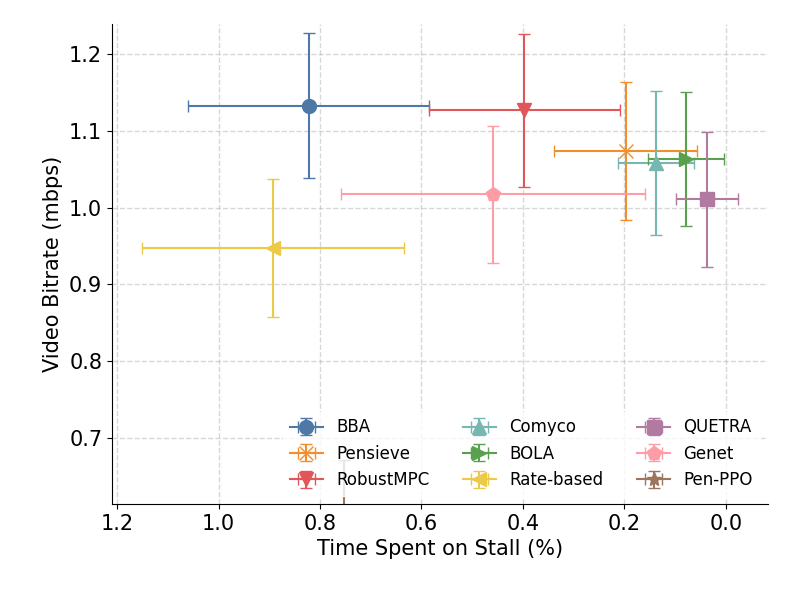 Video Bitrate (mbps)
1.2
1.1
1.0
0.9
0.8
0.7
BBA
Pensieve
RobustMPC
Comyco
BOLA
Rate-based
QUETRA
Genet
Pen-PPO
1.2 1.0 0.8 0.6 0.4 0.2 0.0
Time Spent on Stall (%)